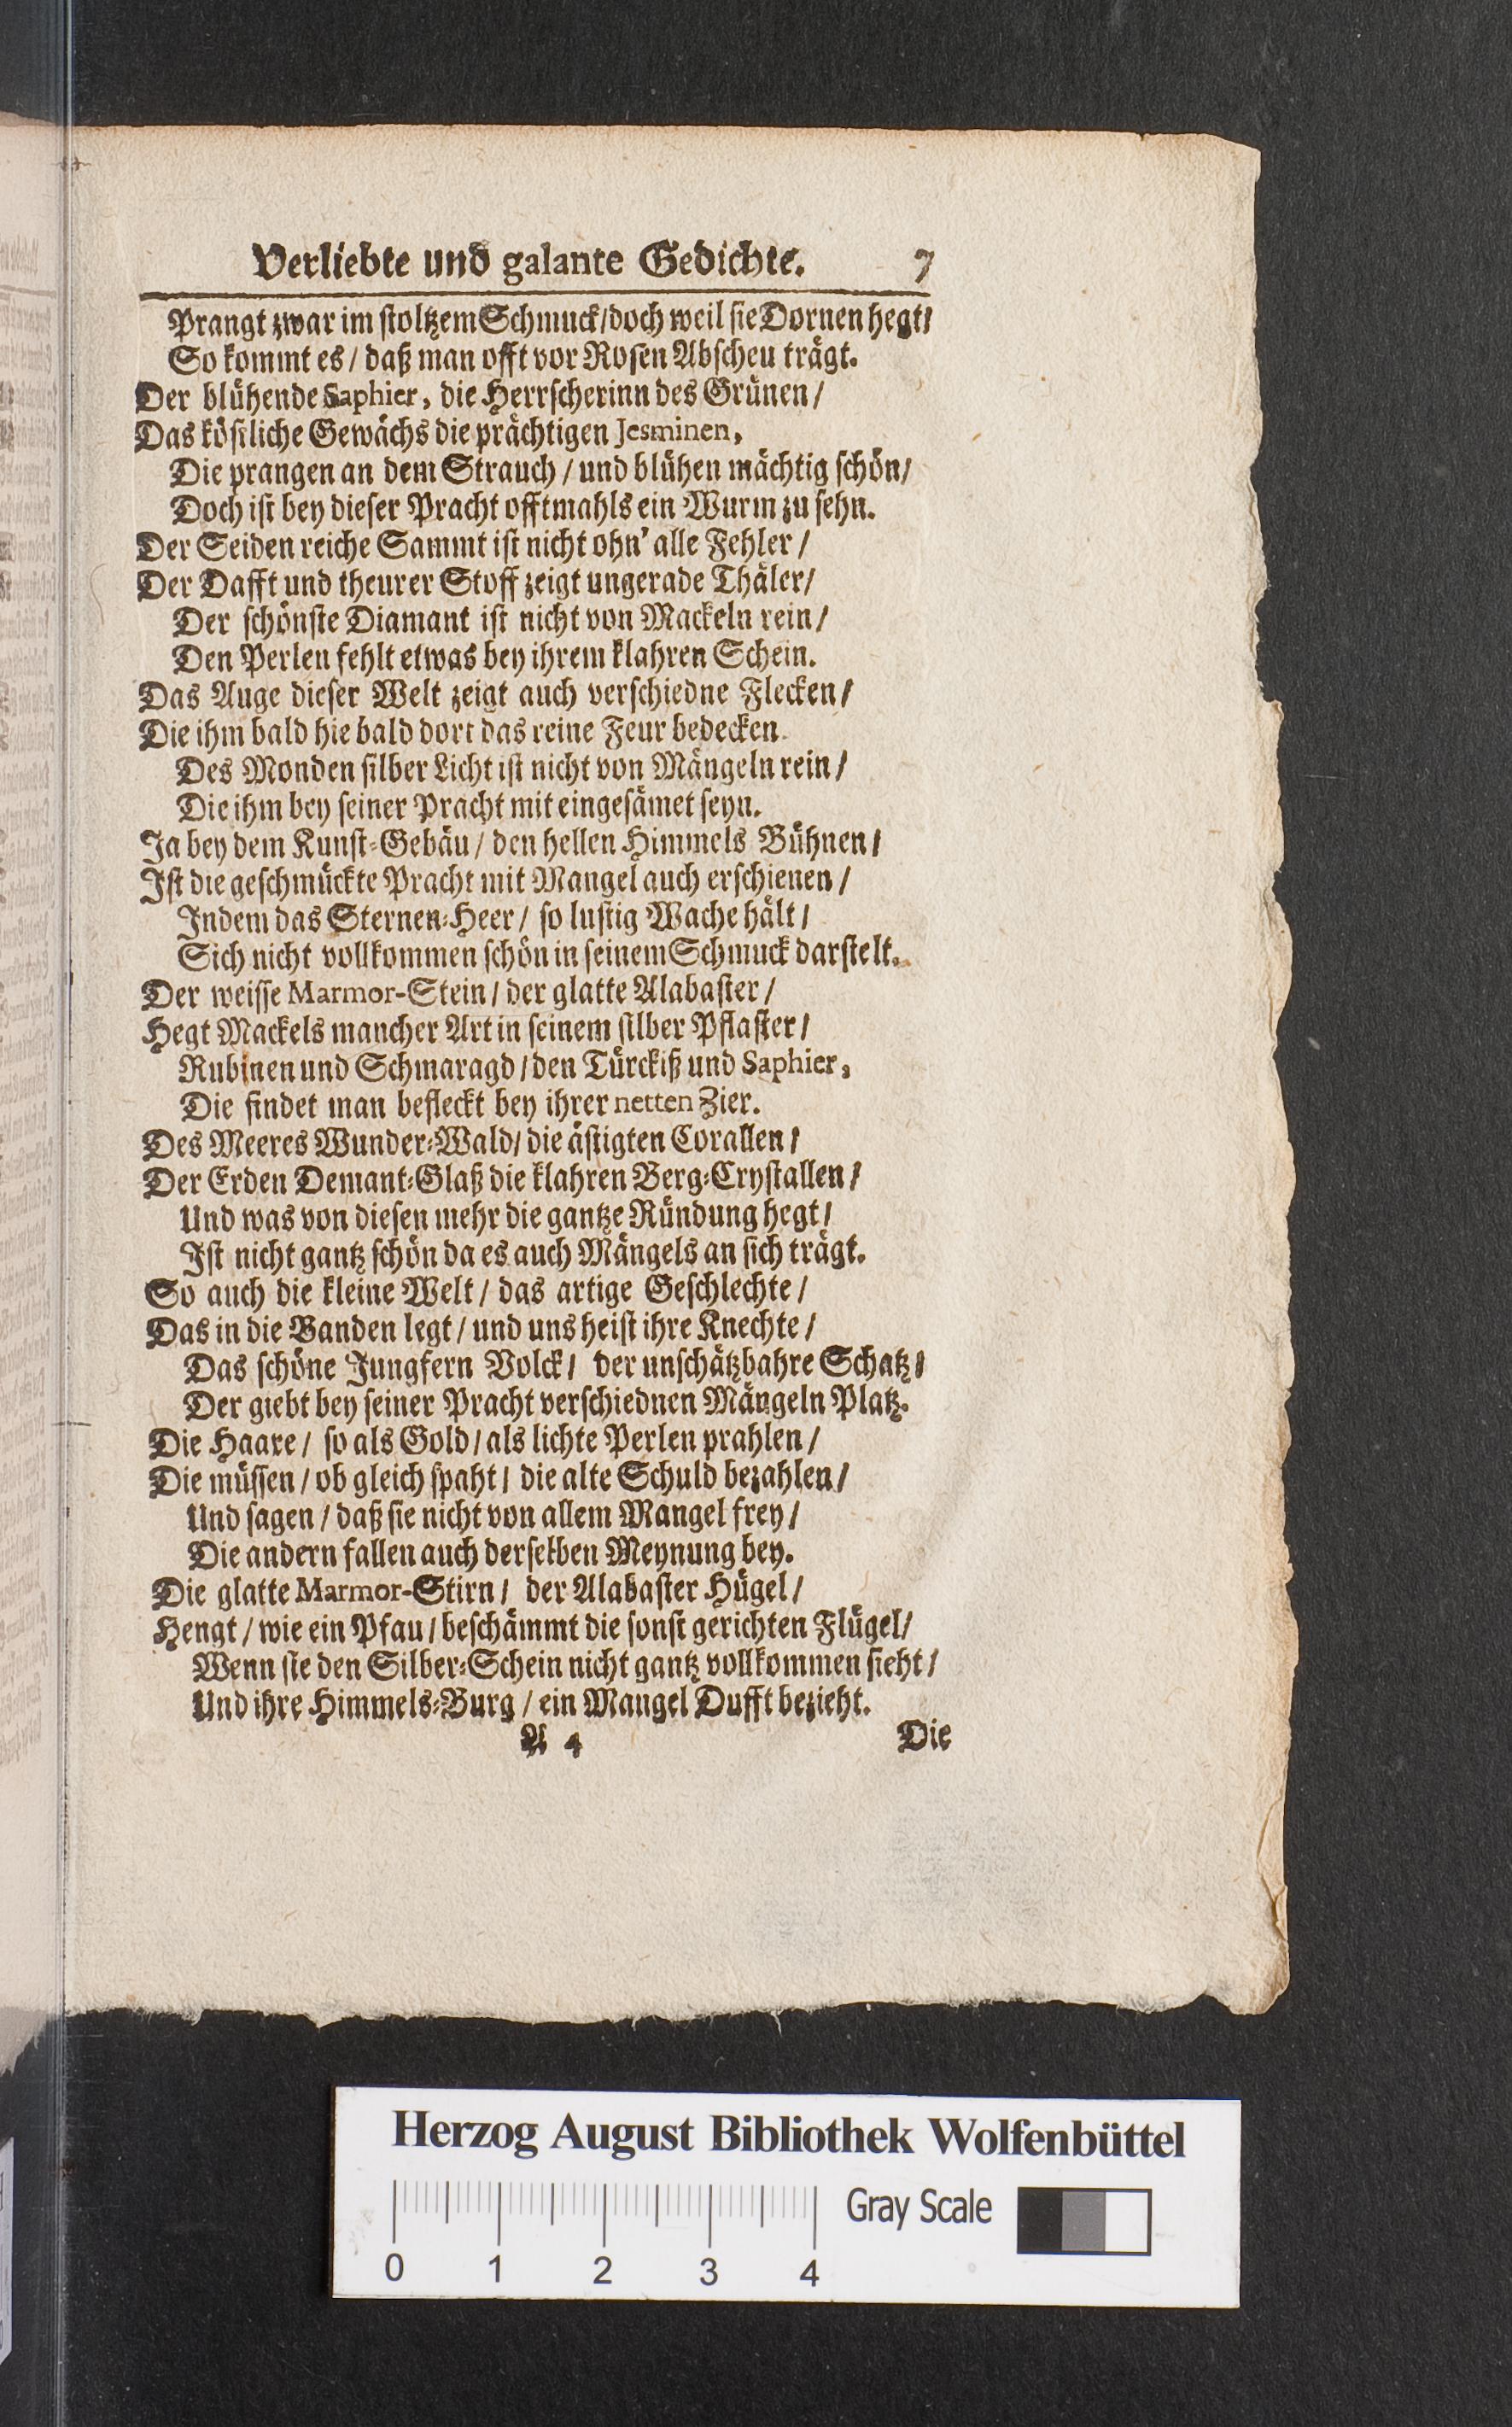 Verliebte und galante Gedichte. 7
Prangt zwar im stoltzem Schmuck/doch weil sie Dornen hegt/
So kommt es/ daß man offt vor Rosen Abscheu trägt.
Der blühende Saphier, die Herrscherinn des Grünen/
Das köstliche Gewächs die prächtigen Jesminen,
Die prangen an dem Strauch/ und blühen mächtig schön/
Doch ist bey dieser Pracht offtmahls ein Wurm zu sehn.
Der Seiden reiche Sammt ist nicht ohn' alle Fehler/
Der Dafft und theurer Stoff zeigt ungerade Thäler/
Der schönste Diamant ist nicht von Mackeln rein/
Den Perlen fehlt etwas bey ihrem klahren Schein.
Das Auge dieser Welt zeigt auch verschiedne Flecken/
Die ihm bald hie bald dort das reine Feur bedecken.
Des Monden silber Licht ist nicht von Mängeln rein/
Die ihm bey seiner Pracht mit eingesämet seyn.
Ja bey dem Kunst-Gebäu/ den hellen Himmels Bühnen/
Ist die geschmückte Pracht mit Mangel auch erschienen/
Indem das Sternen-Heer/ so lustig Wache hält/
Sich nicht vollkommen schön in seinem Schmuck darstelt.
Der weisse Marmor-Stein/ der glatte Alabaster/
Hegt Mackels mancher Art in seinem silber Pflaster/
Rubinen und Schmaragd/den Türckiß und Saphier,
Die findet man befleckt bey ihrer netten Zier.
Des Meeres Wunder-Wald/ die ästigten Corallen/
Der Erden Demant-Glaß die klahren Berg-Crystallen/
Und was von diesen mehr die gantze Ründung hegt/
Ist nicht gantz schön da es auch Mängels an sich trägt.
So auch die kleine Welt/ das artige Geschlechte/
Das in die Banden legt/ und uns heist ihre Knechte/
Das schöne Jungfern Volck/ der unschätzbahre Schatz/
Der giebt bey seiner Pracht verschiednen Mängeln Platz.
Die Haare/ so als Gold/als lichte Perlen prahlen/
Die müssen/ob gleich spaht/ die alte Schuld bezahlen/
Und sagen/ daß sie nicht von allem Mangel frey/
Die andern fallen auch derselben Meynung bey.
Die glatte Marmor-Stirn/ der Alabaster Hügel/
Hengt/ wie ein Pfau/beschämmt die sonst gerichten Flügel/
Wenn sie den Silber-Schein nicht gantz vollkommen sieht/
Und ihre Himmels-Burg/ ein Mangel Dufft bezieht.
A 4 Die
Herzog August Bibliothek Wolfenbüttel
Gray Scale
0 1 2 3 4